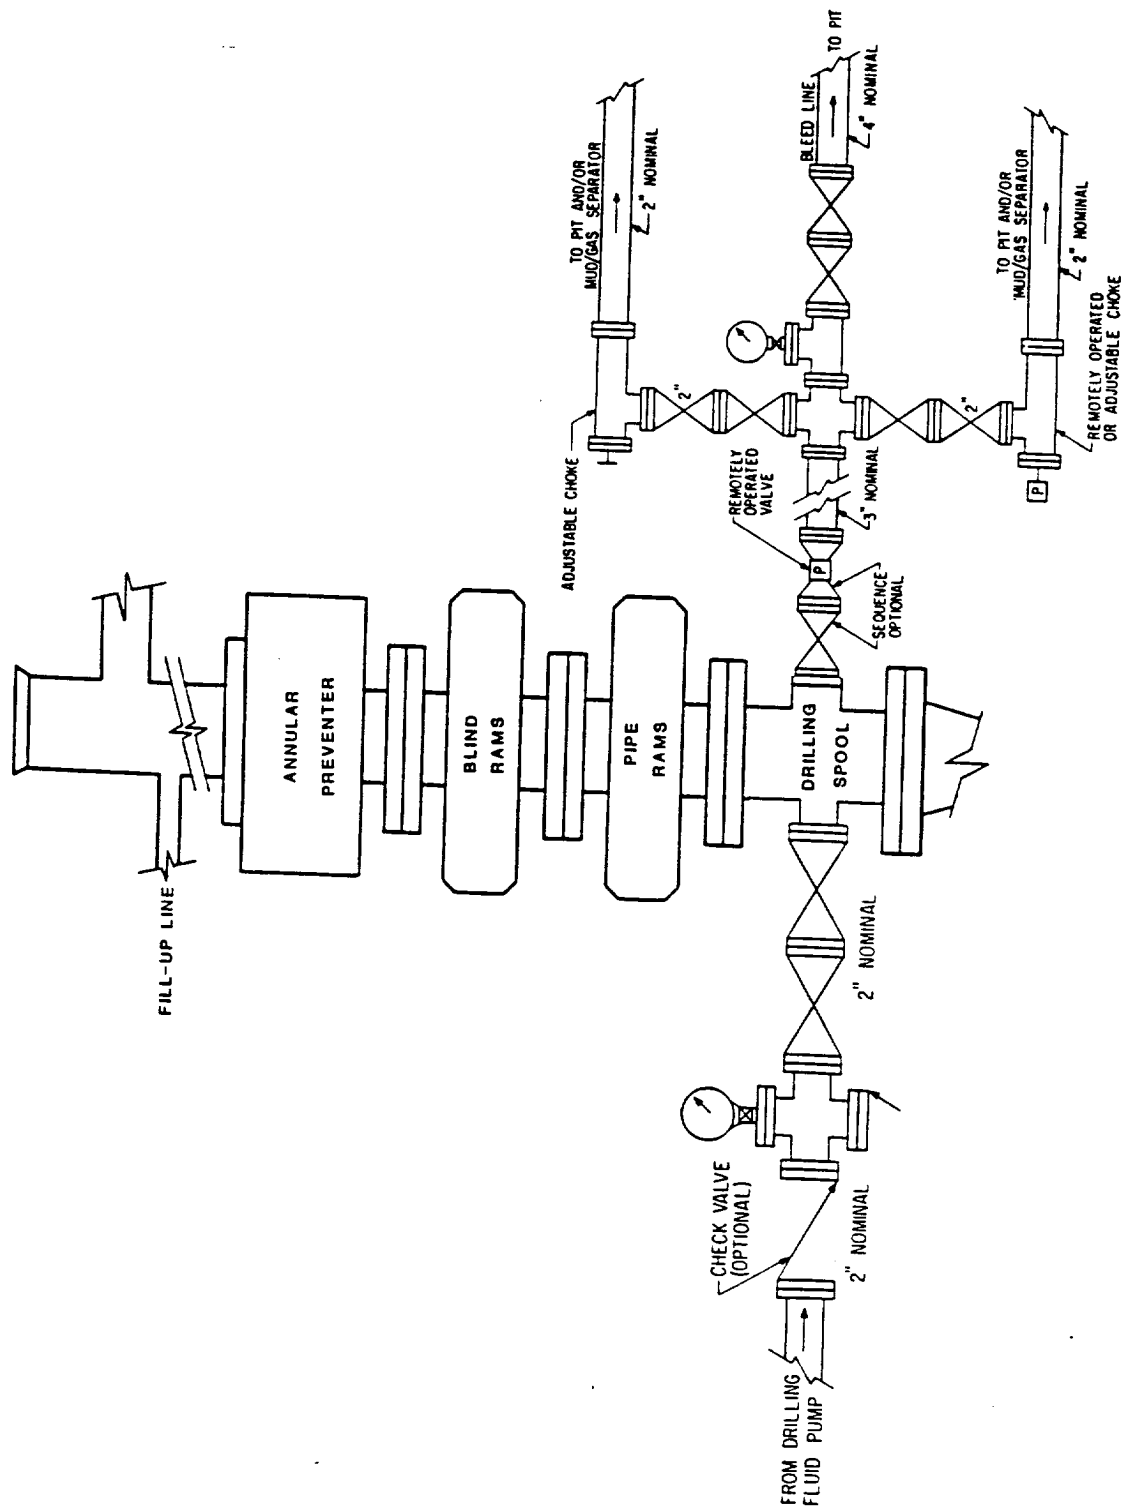 FILL-UP LINE
ANNULAR
PREVENTER
BLIND
RAMS
PIPE
RAMS
DRILLING
SPOOL
FROM DRILLING
FLUID PUMP
CHECK VALVE
(OPTIONAL)
2" NOMINAL
2" NOMINAL
SEQUENCE
OPTIONAL
P
REMOTELY
OPERATED
VALVE
3" NOMINAL
ADJUSTABLE CHOKE
2"
TO PIT AND/OR
MUD/GAS SEPARATOR
2" NOMINAL
BLEED LINE
TO PIT
4" NOMINAL
2"
P
TO PIT AND/OR
MUD/GAS SEPARATOR
2" NOMINAL
REMOTELY OPERATED
OR ADJUSTABLE CHOKE